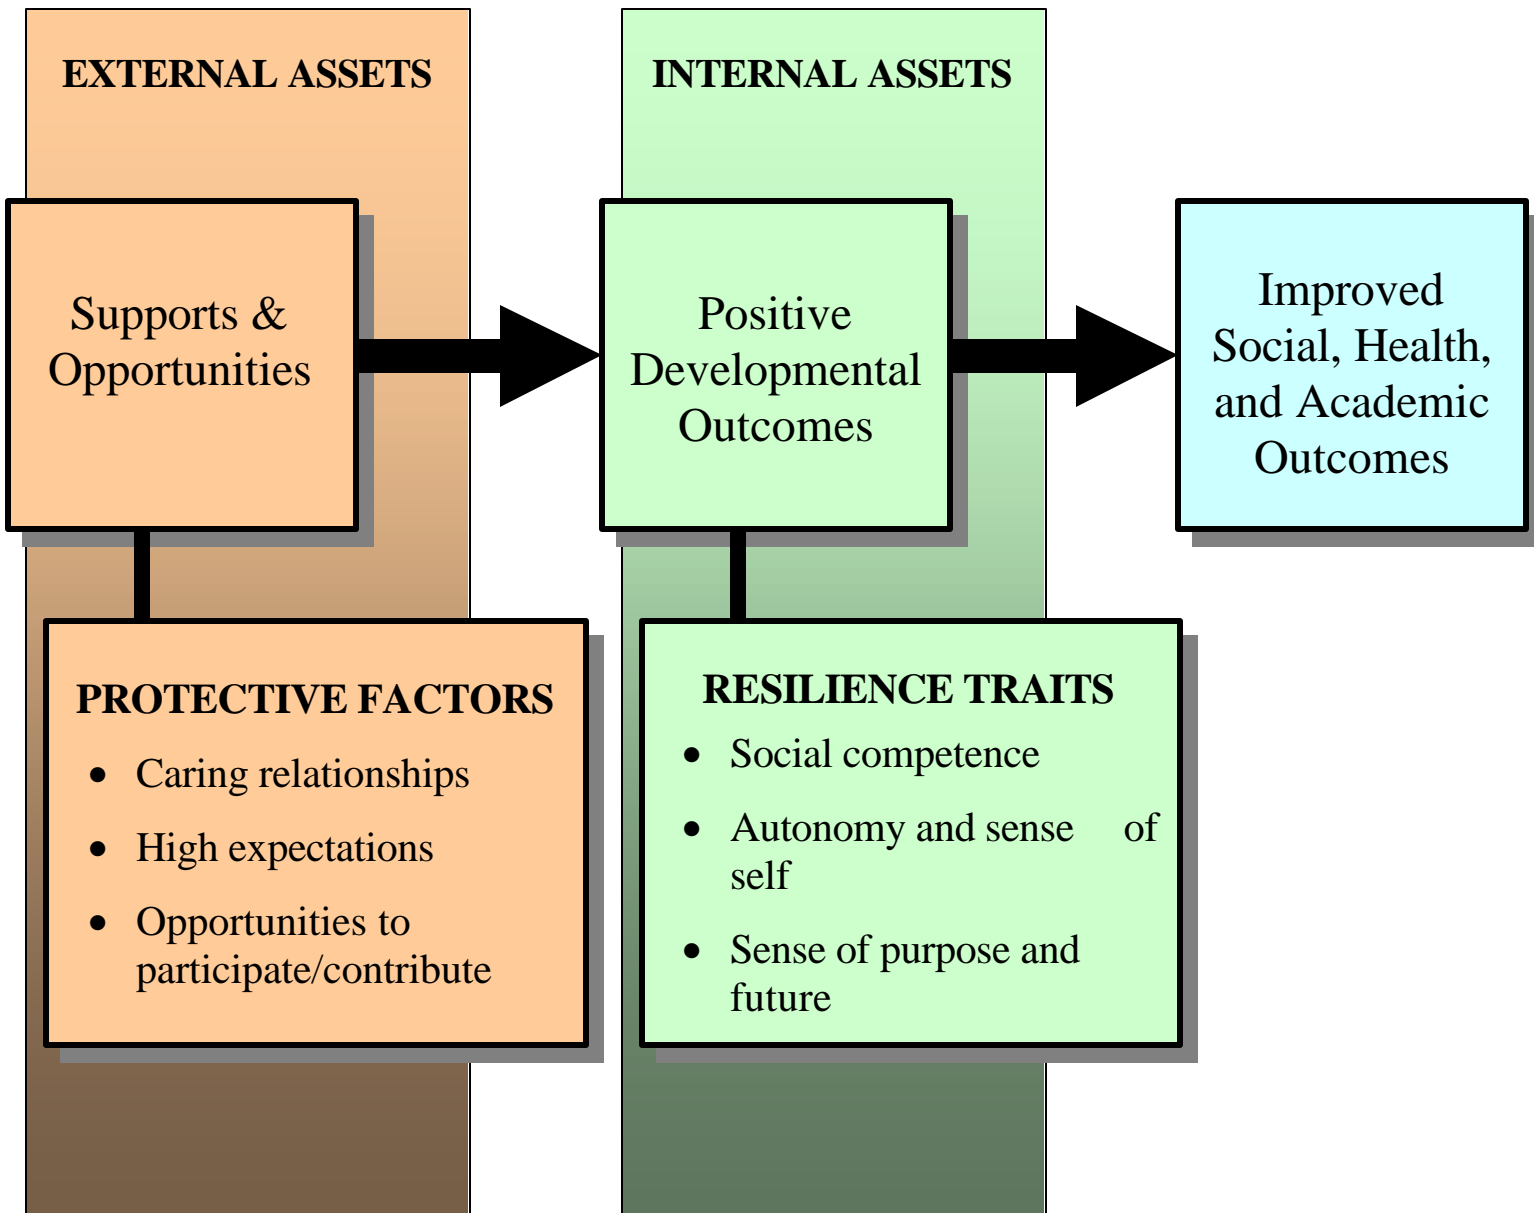 EXTERNAL ASSETS
INTERNAL ASSETS
Supports &
Opportunities
Positive
Developmental
Outcomes
Improved
Social, Health,
and Academic
Outcomes
PROTECTIVE FACTORS
• Caring relationships
• High expectations
• Opportunities to
participate/contribute
RESILIENCE TRAITS
• Social competence
• Autonomy and sense of
self
• Sense of purpose and
future